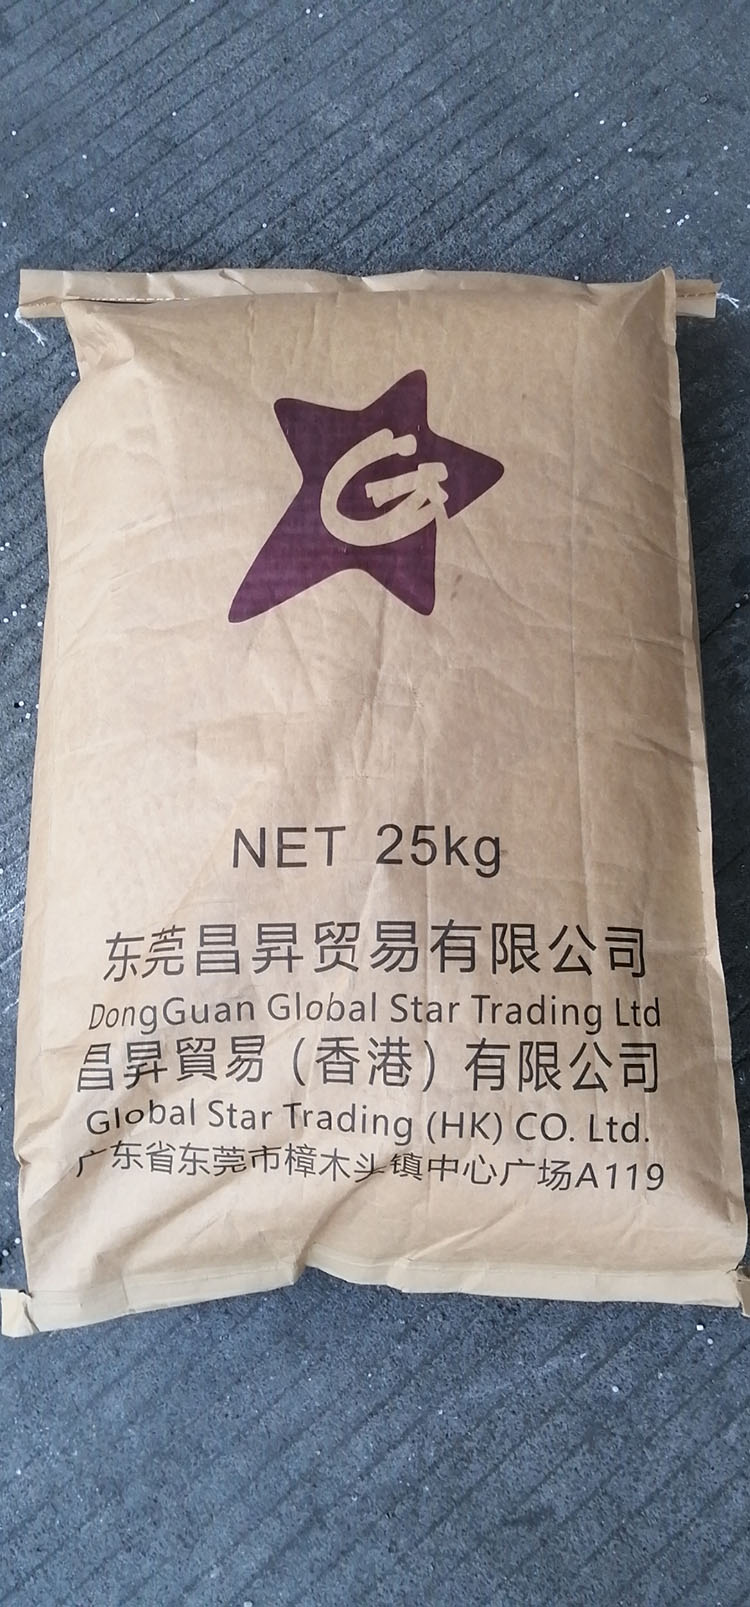 G
NET 25kg
东莞昌昇贸易有限公司
DongGuan Global Star Trading Ltd
昌昇貿易（香港）有限公司
Global Star Trading (HK) CO. Ltd.
广东省东莞市樟木头镇中心广场A119